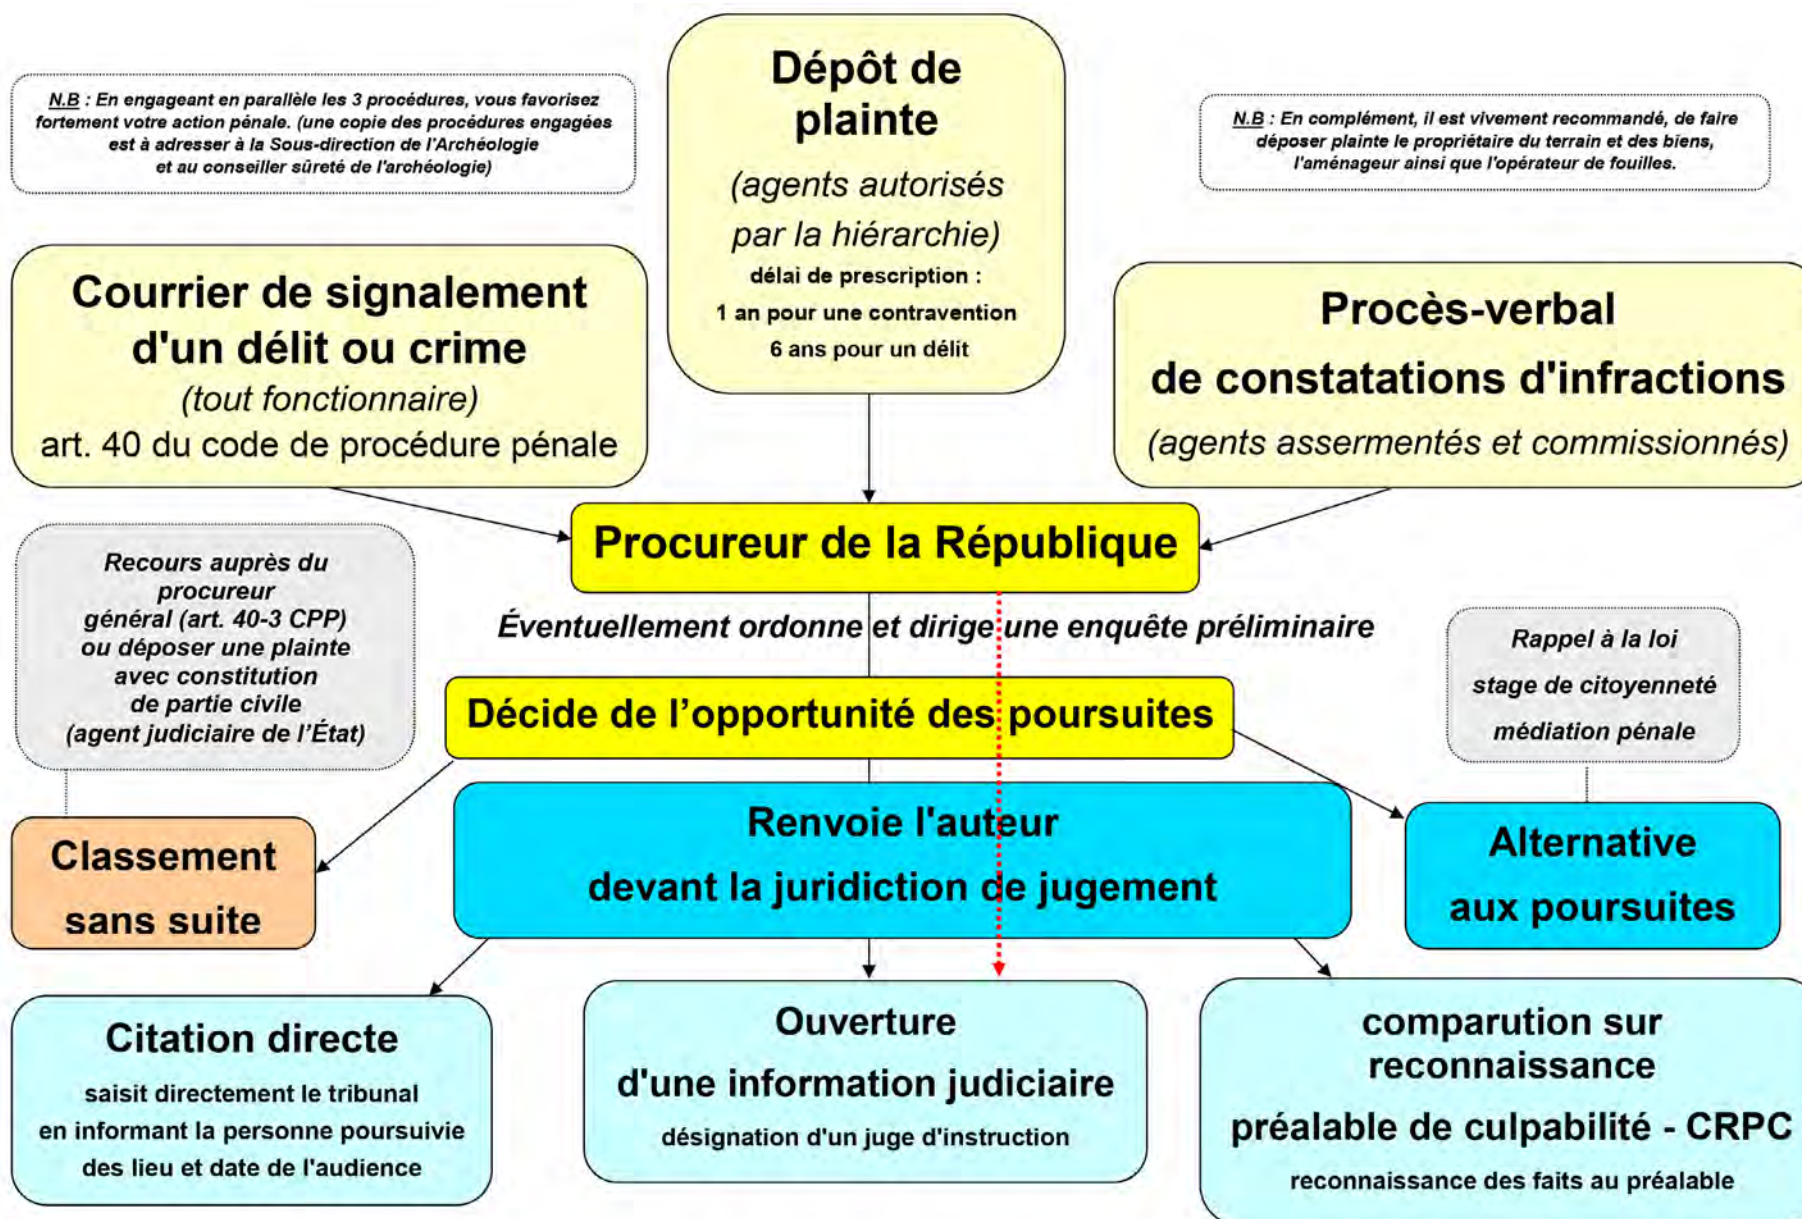 N.B : En engageant en parallèle les 3 procédures, vous favorisez
fortement votre action pénale. (une copie des procédures engagées
est à adresser à la Sous-direction de l'Archéologie
et au conseiller sûreté de l'archéologie)
Dépôt de
plainte
(agents autorisés
par la hiérarchie)
délai de prescription :
1 an pour une contravention
6 ans pour un délit
N.B : En complément, il est vivement recommandé, de faire
déposer plainte le propriétaire du terrain et des biens,
l'aménageur ainsi que l'opérateur de fouilles.
Courrier de signalement
d'un délit ou crime
(tout fonctionnaire)
art. 40 du code de procédure pénale
Procès-verbal
de constatations d'infractions
(agents assermentés et commissionnés)
Procureur de la République
Éventuellement ordonne et dirige une enquête préliminaire
Recours auprès du
procureur
général (art. 40-3 CPP)
ou déposer une plainte
avec constitution
de partie civile
(agent judiciaire de l’État)
Rappel à la loi
stage de citoyenneté
médiation pénale
Décide de l’opportunité des poursuites
Classement
sans suite
Renvoie l'auteur
devant la juridiction de jugement
Alternative
aux poursuites
Citation directe
saisit directement le tribunal
en informant la personne poursuivie
des lieu et date de l'audience
Ouverture
d'une information judiciaire
désignation d'un juge d'instruction
comparution sur
reconnaissance
préalable de culpabilité - CRPC
reconnaissance des faits au préalable